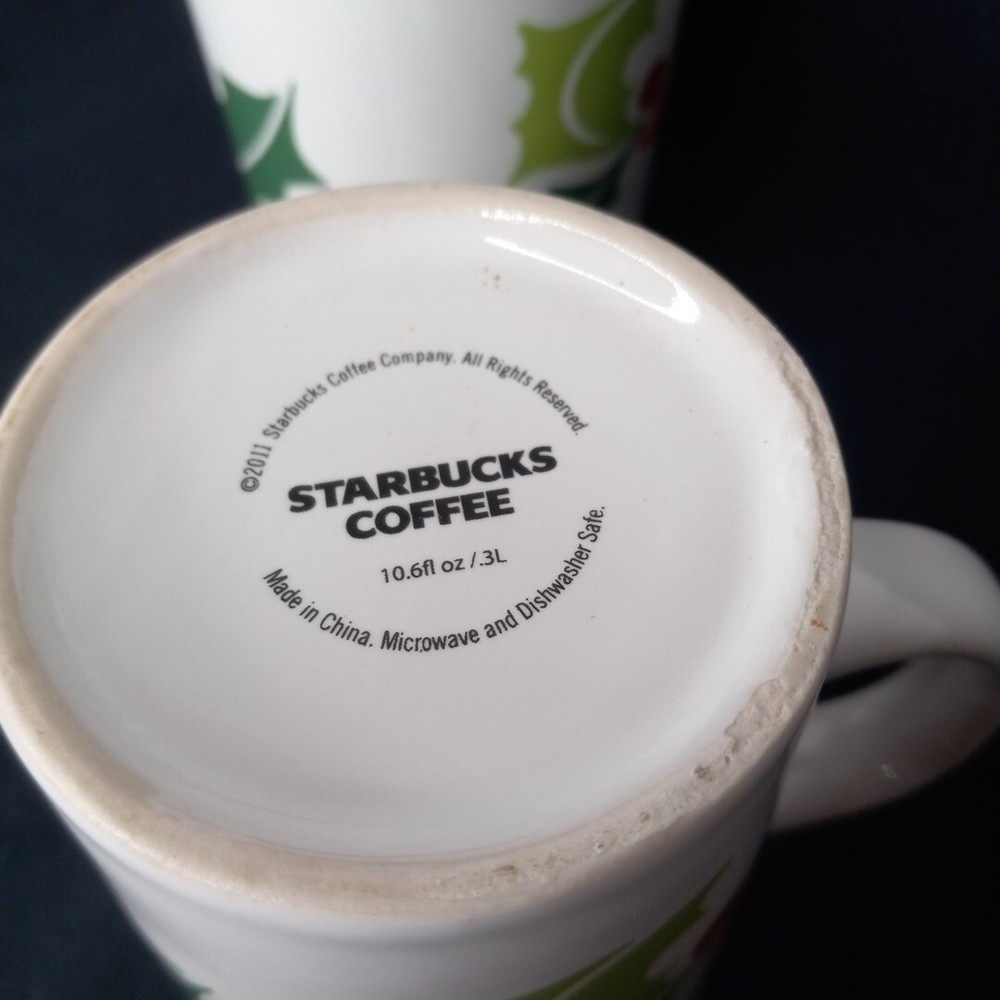 ©2011 Starbucks Coffee Company. All Rights Reserved.
STARBUCKS
COFFEE
10.6fl oz /.3L
Made in China. Microwave and Dishwasher Safe.